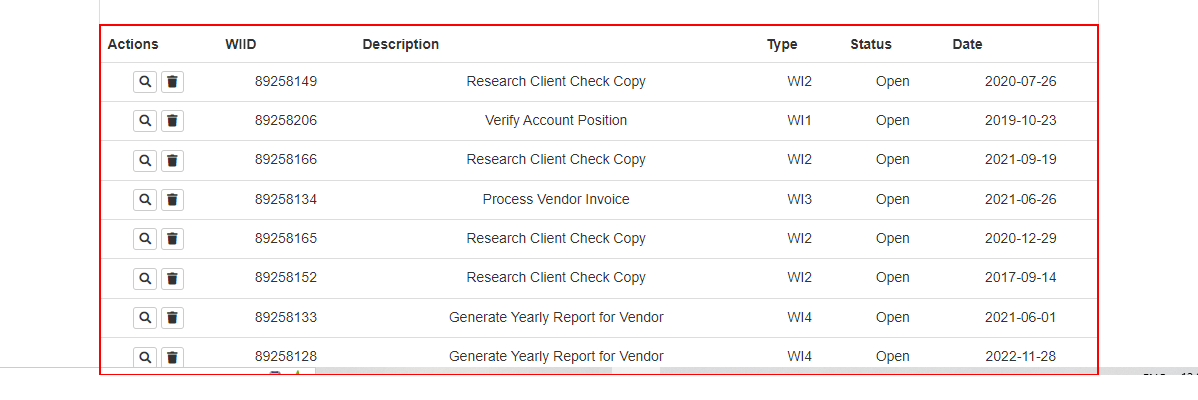 Actions WIID Description Type Status Date
89258149 Research Client Check Copy WI2 Open 2020-07-26
89258206 Verify Account Position WI1 Open 2019-10-23
89258166 Research Client Check Copy WI2 Open 2021-09-19
89258134 Process Vendor Invoice WI3 Open 2021-06-26
89258165 Research Client Check Copy WI2 Open 2020-12-29
89258152 Research Client Check Copy WI2 Open 2017-09-14
89258133 Generate Yearly Report for Vendor WI4 Open 2021-06-01
89258128 Generate Yearly Report for Vendor WI4 Open 2022-11-28